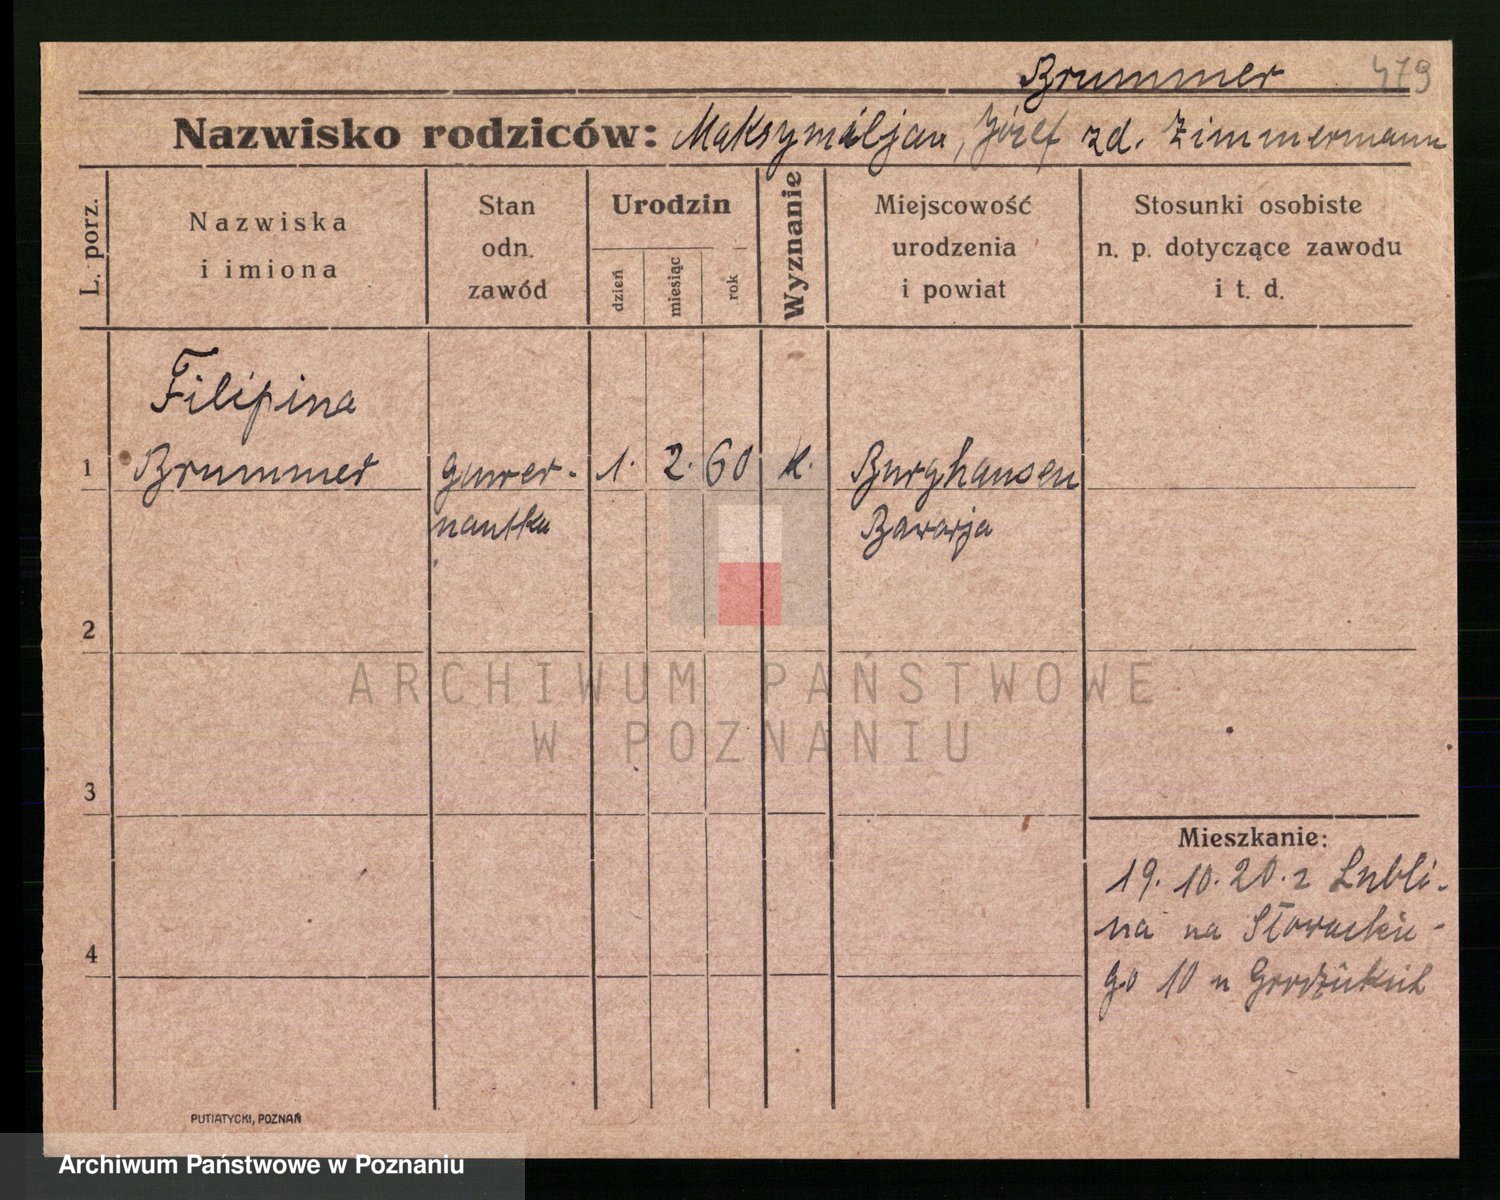 Brummer 479
Nazwisko rodziców: Maksymiljan, Józef zd. Zimmermann
L. porz.
Nazwiska
i imiona
Stan
odn.
zawód
Urodzin
dzień
miesiąc
rok
Wyznanie
Miejscowość
urodzenia
i powiat
Stosunki osobiste
n. p. dotyczące zawodu
i t. d.
Filipina
1 Brummer guwer- 1. 2. 60 k. Burghausen
nantka Bawarja
2
ARCHIWUM PAŃSTWOWE
W POZNANIU
3
Mieszkanie:
19.10.20. z Lubli-
na na Słowackie-
4
go 10 u Grodzickich
PUTIATYCKI, POZNAŃ
Archiwum Państwowe w Poznaniu